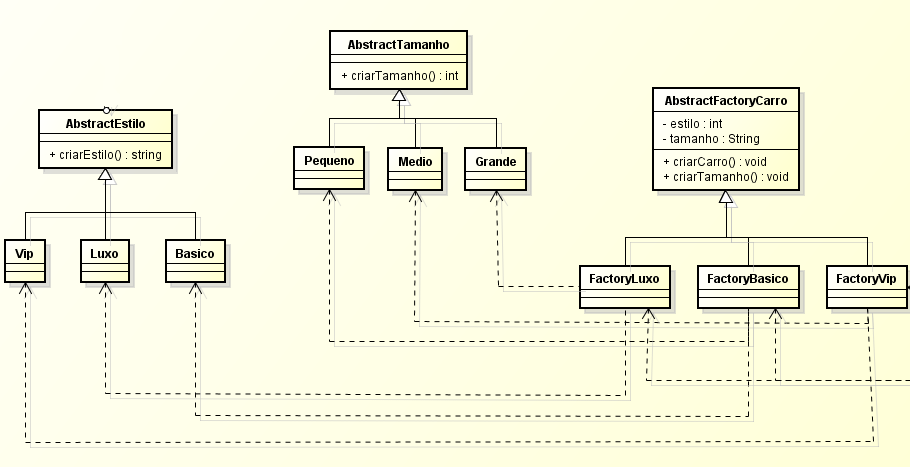 AbstractTamanho
+ criarTamanho() : int
AbstractEstilo
+ criarEstilo() : string
AbstractFactoryCarro
- estilo : int
- tamanho : String
+ criarCarro() : void
+ criarTamanho() : void
Pequeno
Medio
Grande
Vip
Luxo
Basico
FactoryLuxo
FactoryBasico
FactoryVip